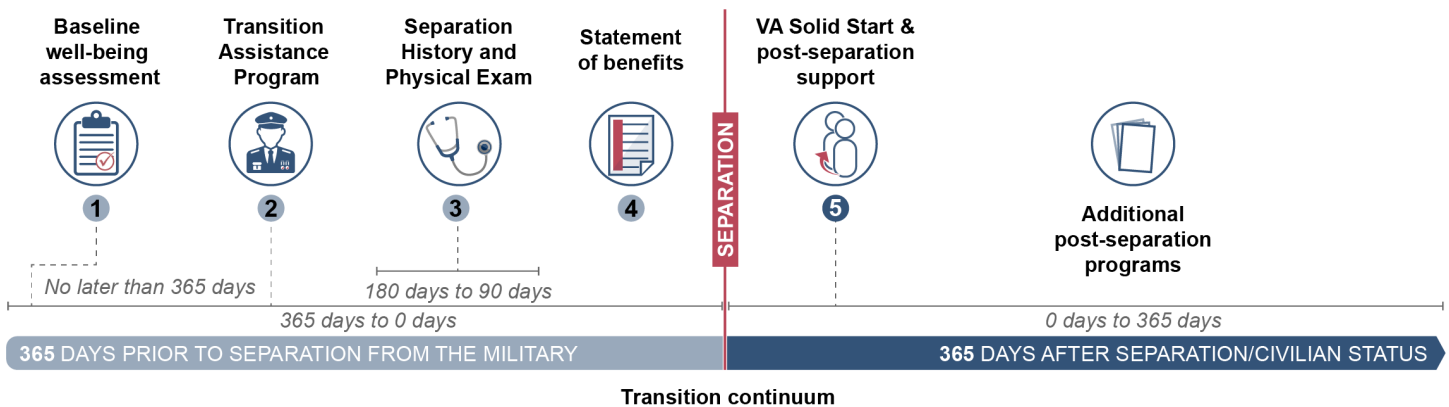 Baseline
well-being
assessment
Transition
Assistance
Program
Separation
History and
Physical Exam
Statement
of benefits
VA Solid Start &
post-separation
support
1
2
3
4
SEPARATION
5
Additional
post-separation
programs
No later than 365 days
180 days to 90 days
365 days to 0 days
0 days to 365 days
365 DAYS PRIOR TO SEPARATION FROM THE MILITARY
365 DAYS AFTER SEPARATION/CIVILIAN STATUS
Transition continuum